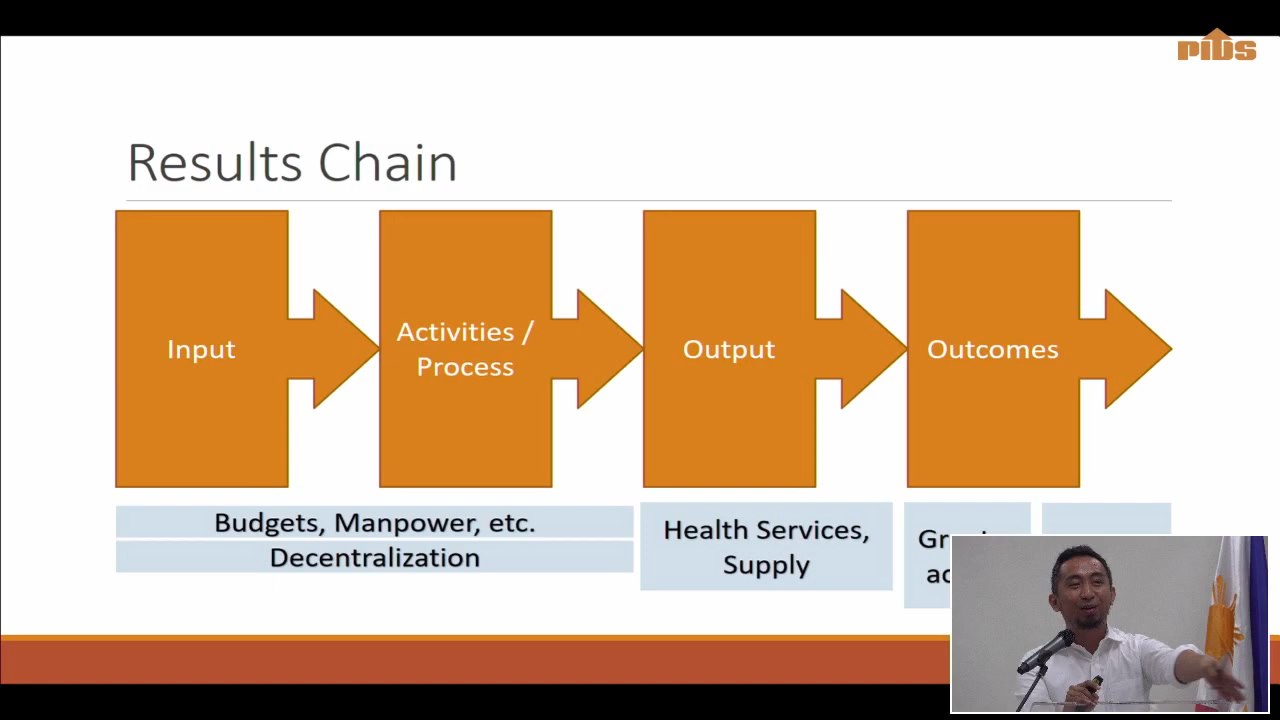 PIDS
Results Chain
Input
Activities /
Process
Output
Outcomes
Budgets, Manpower, etc.
Decentralization
Health Services,
Supply